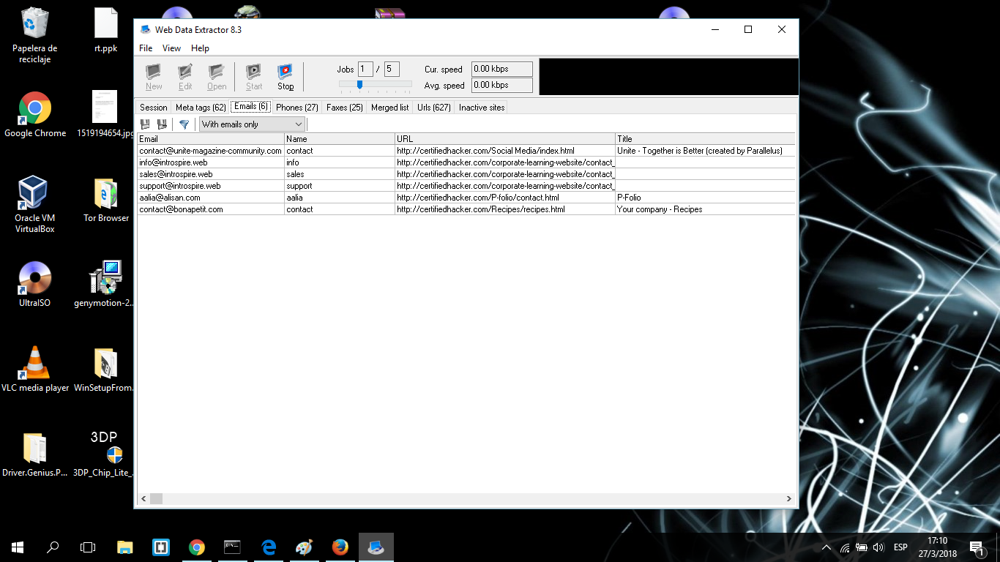 Papelera de
reciclaje
rt.ppk
Google Chrome
1519194654.jpg
Oracle VM
VirtualBox
Tor Browser
UltraISO
genymotion-2...
VLC media player
WinSetupFrom...
Driver.Genius.P...
3DP
3DP_Chip_Lite_...
Web Data Extractor 8.3
File View Help
New Edit Open Start Stop
Jobs 1 / 5
Cur. speed 0.00 kbps
Avg. speed 0.00 kbps
Session Meta tags (62) Emails (6) Phones (27) Faxes (25) Merged list Urls (627) Inactive sites
With emails only
Email Name URL Title
contact@unite-magazine-community.com contact http://certifiedhacker.com/Social Media/index.html Unite - Together is Better (created by Parallelus)
info@introspire.web info http://certifiedhacker.com/corporate-learning-website/contact_
sales@introspire.web sales http://certifiedhacker.com/corporate-learning-website/contact_
support@introspire.web support http://certifiedhacker.com/corporate-learning-website/contact_
aalia@alisan.com aalia http://certifiedhacker.com/P-folio/contact.html P-Folio
contact@bonapetit.com contact http://certifiedhacker.com/Recipes/recipes.html Your company - Recipes
ESP
17:10
27/3/2018
1